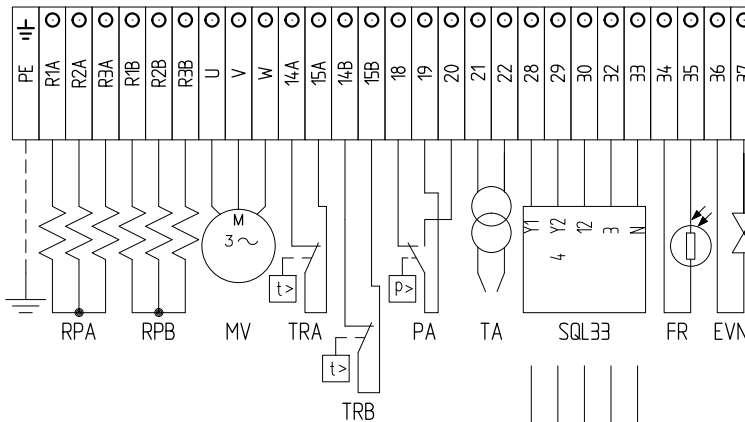 PE R1A R2A R3A R1B R2B R3B U V W 14A 15A 14B 15B 18 19 20 21 22 28 29 30 32 33 34 35 36 37
M
3~
Y1 Y2 12 3 N
4
t> p>
RPA RPB MV TRA PA TA SQL33 FR EVN
t>
TRB